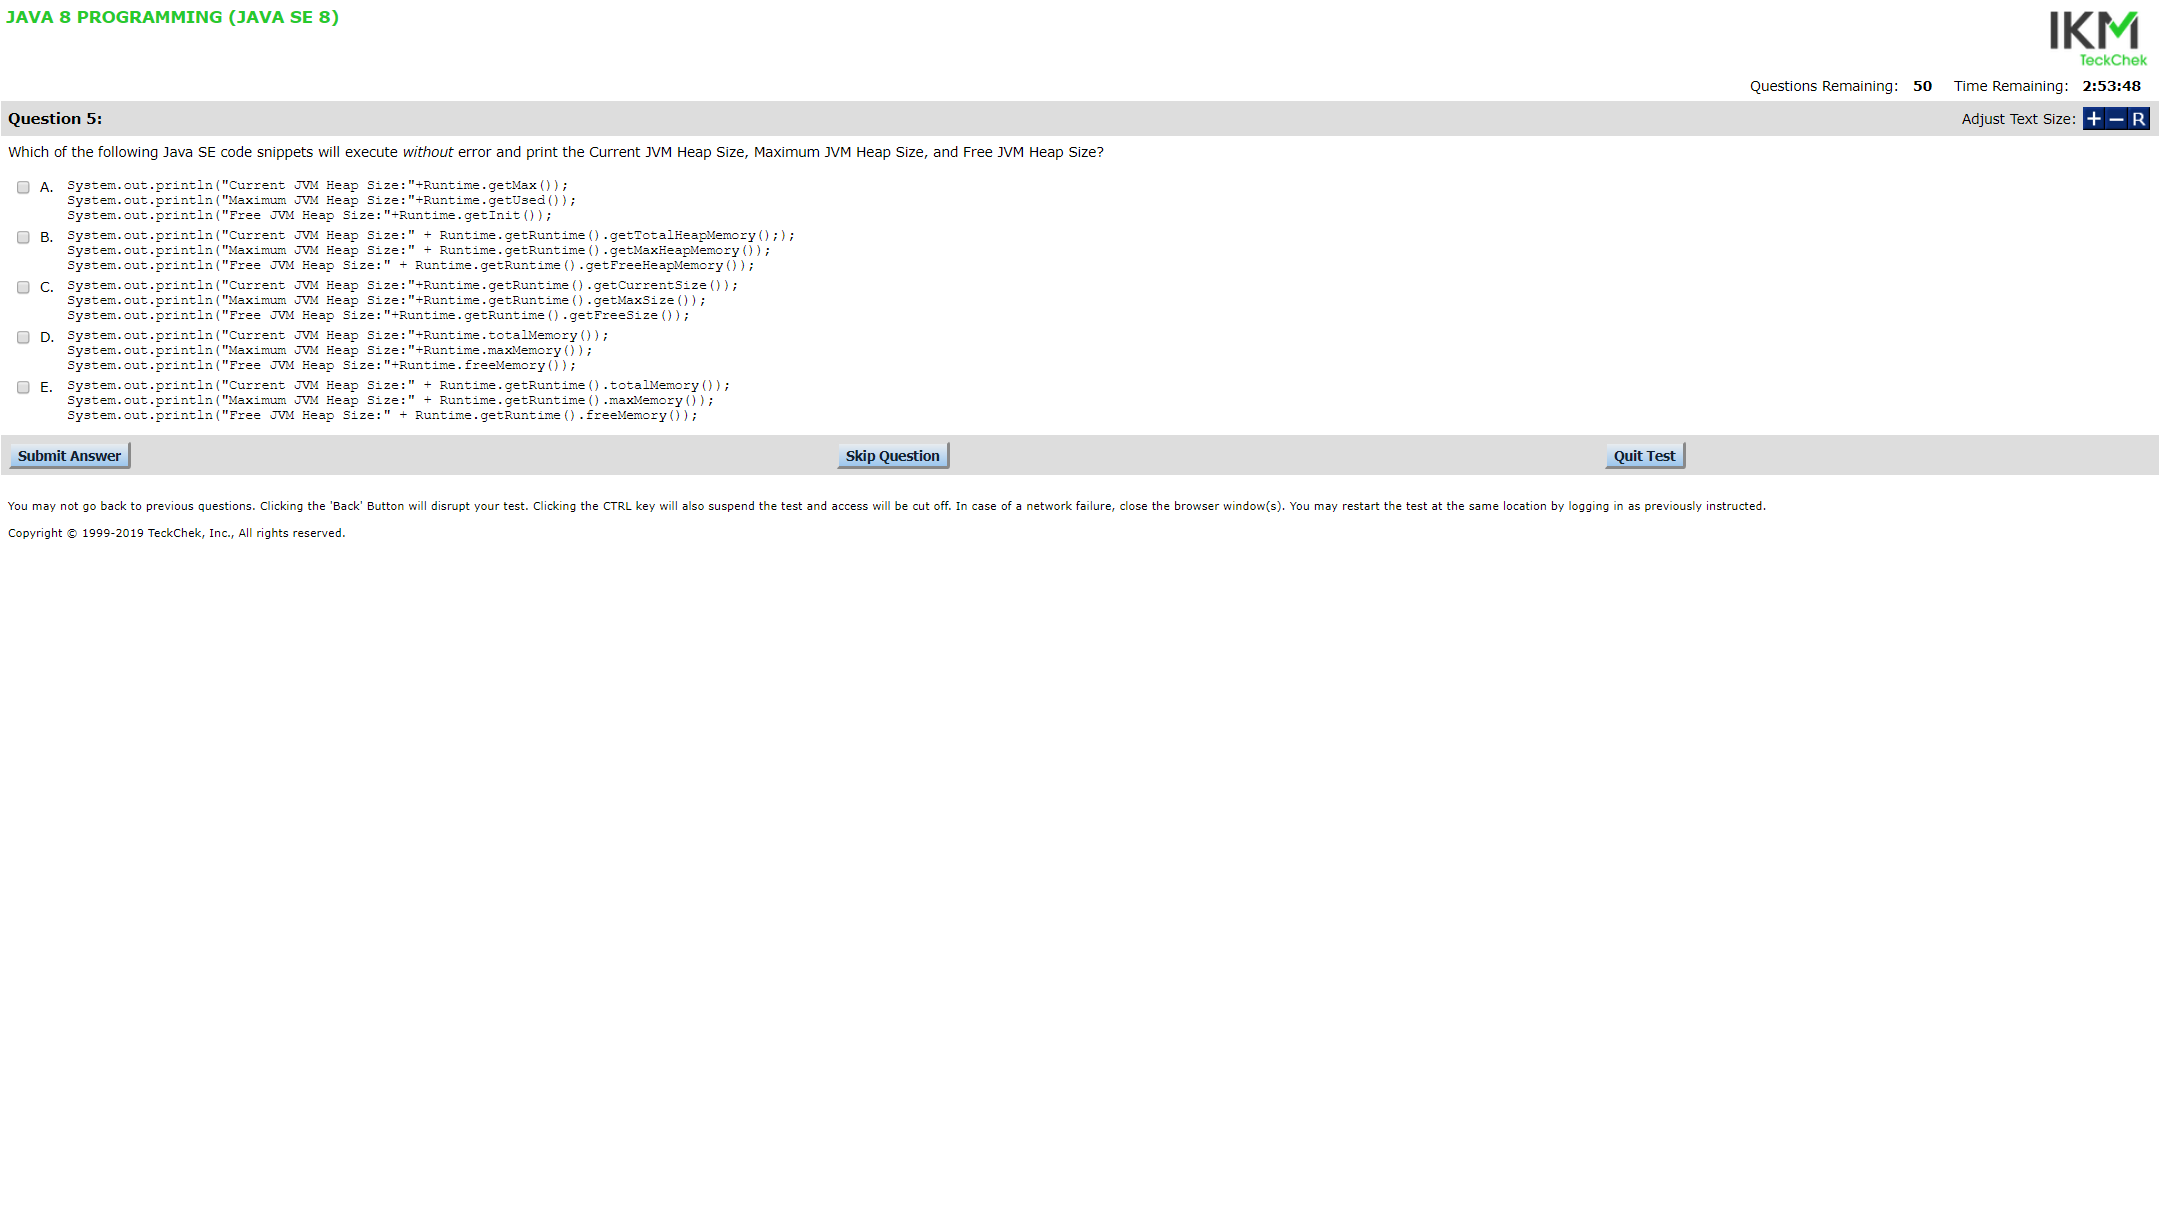 JAVA 8 PROGRAMMING (JAVA SE 8)
IKM
TeckChek
Questions Remaining: 50 Time Remaining: 2:53:48
Question 5:
Adjust Text Size: + − R
Which of the following Java SE code snippets will execute without error and print the Current JVM Heap Size, Maximum JVM Heap Size, and Free JVM Heap Size?
A. System.out.println("Current JVM Heap Size:"+Runtime.getMax());
System.out.println("Maximum JVM Heap Size:"+Runtime.getUsed());
System.out.println("Free JVM Heap Size:"+Runtime.getInit());
B. System.out.println("Current JVM Heap Size:" + Runtime.getRuntime().getTotalHeapMemory(););
System.out.println("Maximum JVM Heap Size:" + Runtime.getRuntime().getMaxHeapMemory());
System.out.println("Free JVM Heap Size:" + Runtime.getRuntime().getFreeHeapMemory());
C. System.out.println("Current JVM Heap Size:"+Runtime.getRuntime().getCurrentSize());
System.out.println("Maximum JVM Heap Size:"+Runtime.getRuntime().getMaxSize());
System.out.println("Free JVM Heap Size:"+Runtime.getRuntime().getFreeSize());
D. System.out.println("Current JVM Heap Size:"+Runtime.totalMemory());
System.out.println("Maximum JVM Heap Size:"+Runtime.maxMemory());
System.out.println("Free JVM Heap Size:"+Runtime.freeMemory());
E. System.out.println("Current JVM Heap Size:" + Runtime.getRuntime().totalMemory());
System.out.println("Maximum JVM Heap Size:" + Runtime.getRuntime().maxMemory());
System.out.println("Free JVM Heap Size:" + Runtime.getRuntime().freeMemory());
Submit Answer Skip Question Quit Test
You may not go back to previous questions. Clicking the 'Back' Button will disrupt your test. Clicking the CTRL key will also suspend the test and access will be cut off. In case of a network failure, close the browser window(s). You may restart the test at the same location by logging in as previously instructed.
Copyright © 1999-2019 TeckChek, Inc., All rights reserved.